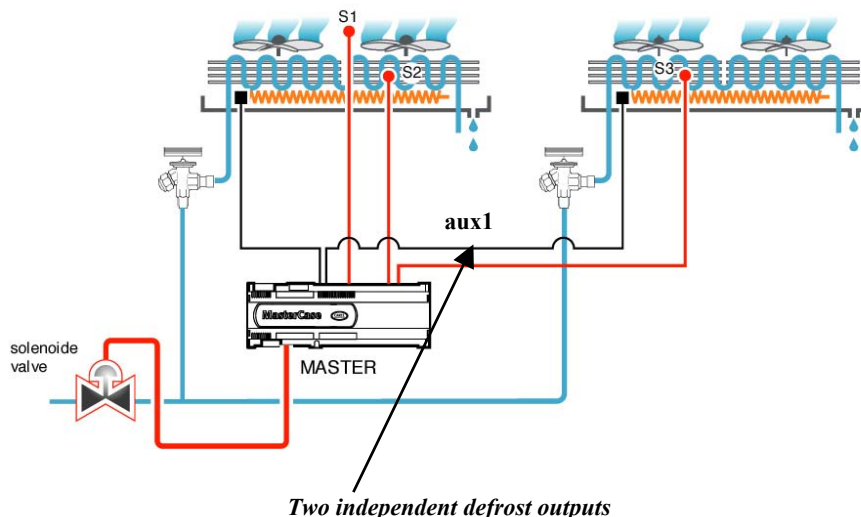 S1
S2
S3
aux1
MasterCase
solenoide
valve
MASTER
Two independent defrost outputs